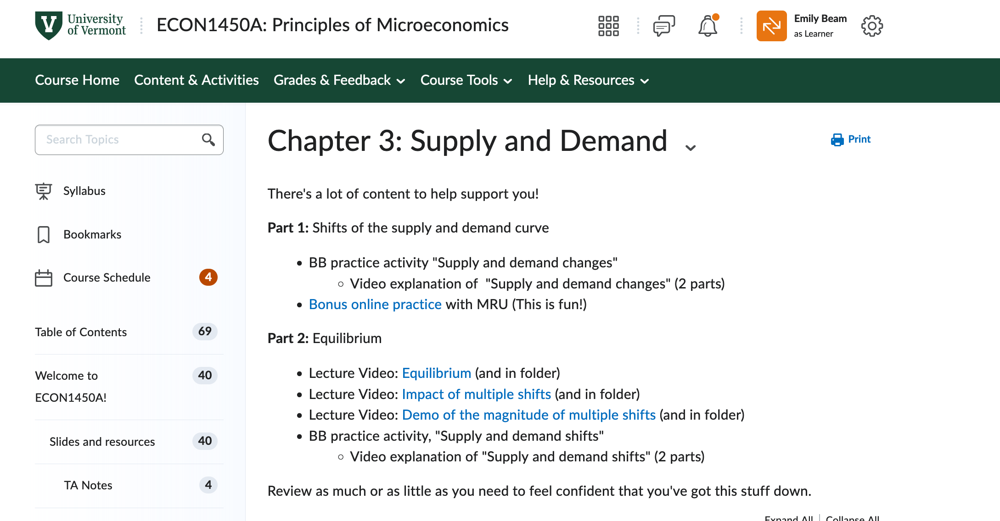 University
of Vermont
ECON1450A: Principles of Microeconomics
Emily Beam
as Learner
Course Home Content & Activities Grades & Feedback Course Tools Help & Resources
Search Topics
Syllabus
Bookmarks
Course Schedule 4
Table of Contents 69
Welcome to 40
ECON1450A!
Slides and resources 40
TA Notes 4
Chapter 3: Supply and Demand
Print
There's a lot of content to help support you!
Part 1: Shifts of the supply and demand curve
• BB practice activity "Supply and demand changes"
○ Video explanation of "Supply and demand changes" (2 parts)
• Bonus online practice with MRU (This is fun!)
Part 2: Equilibrium
• Lecture Video: Equilibrium (and in folder)
• Lecture Video: Impact of multiple shifts (and in folder)
• Lecture Video: Demo of the magnitude of multiple shifts (and in folder)
• BB practice activity, "Supply and demand shifts"
○ Video explanation of "Supply and demand shifts" (2 parts)
Review as much or as little as you need to feel confident that you've got this stuff down.
Expand All | Collapse All